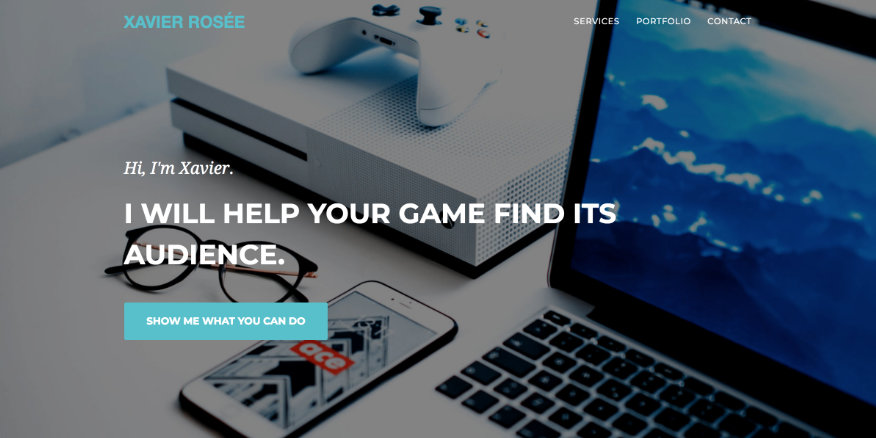 XAVIER ROSÉE
SERVICES PORTFOLIO CONTACT
Hi, I'm Xavier.
I WILL HELP YOUR GAME FIND ITS
AUDIENCE.
SHOW ME WHAT YOU CAN DO
ace